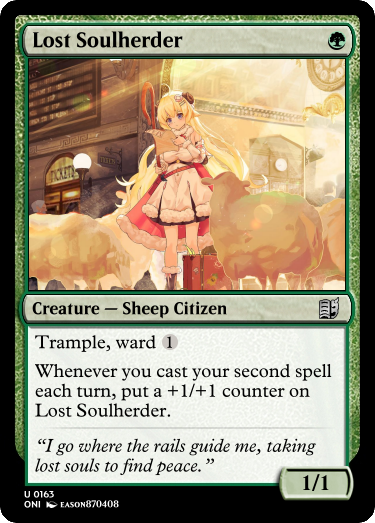 Lost Soulherder
TICKETS
Creature — Sheep Citizen
Trample, ward 1
Whenever you cast your second spell
each turn, put a +1/+1 counter on
Lost Soulherder.
“I go where the rails guide me, taking
lost souls to find peace.”
1/1
U 0163
ONI EASON870408